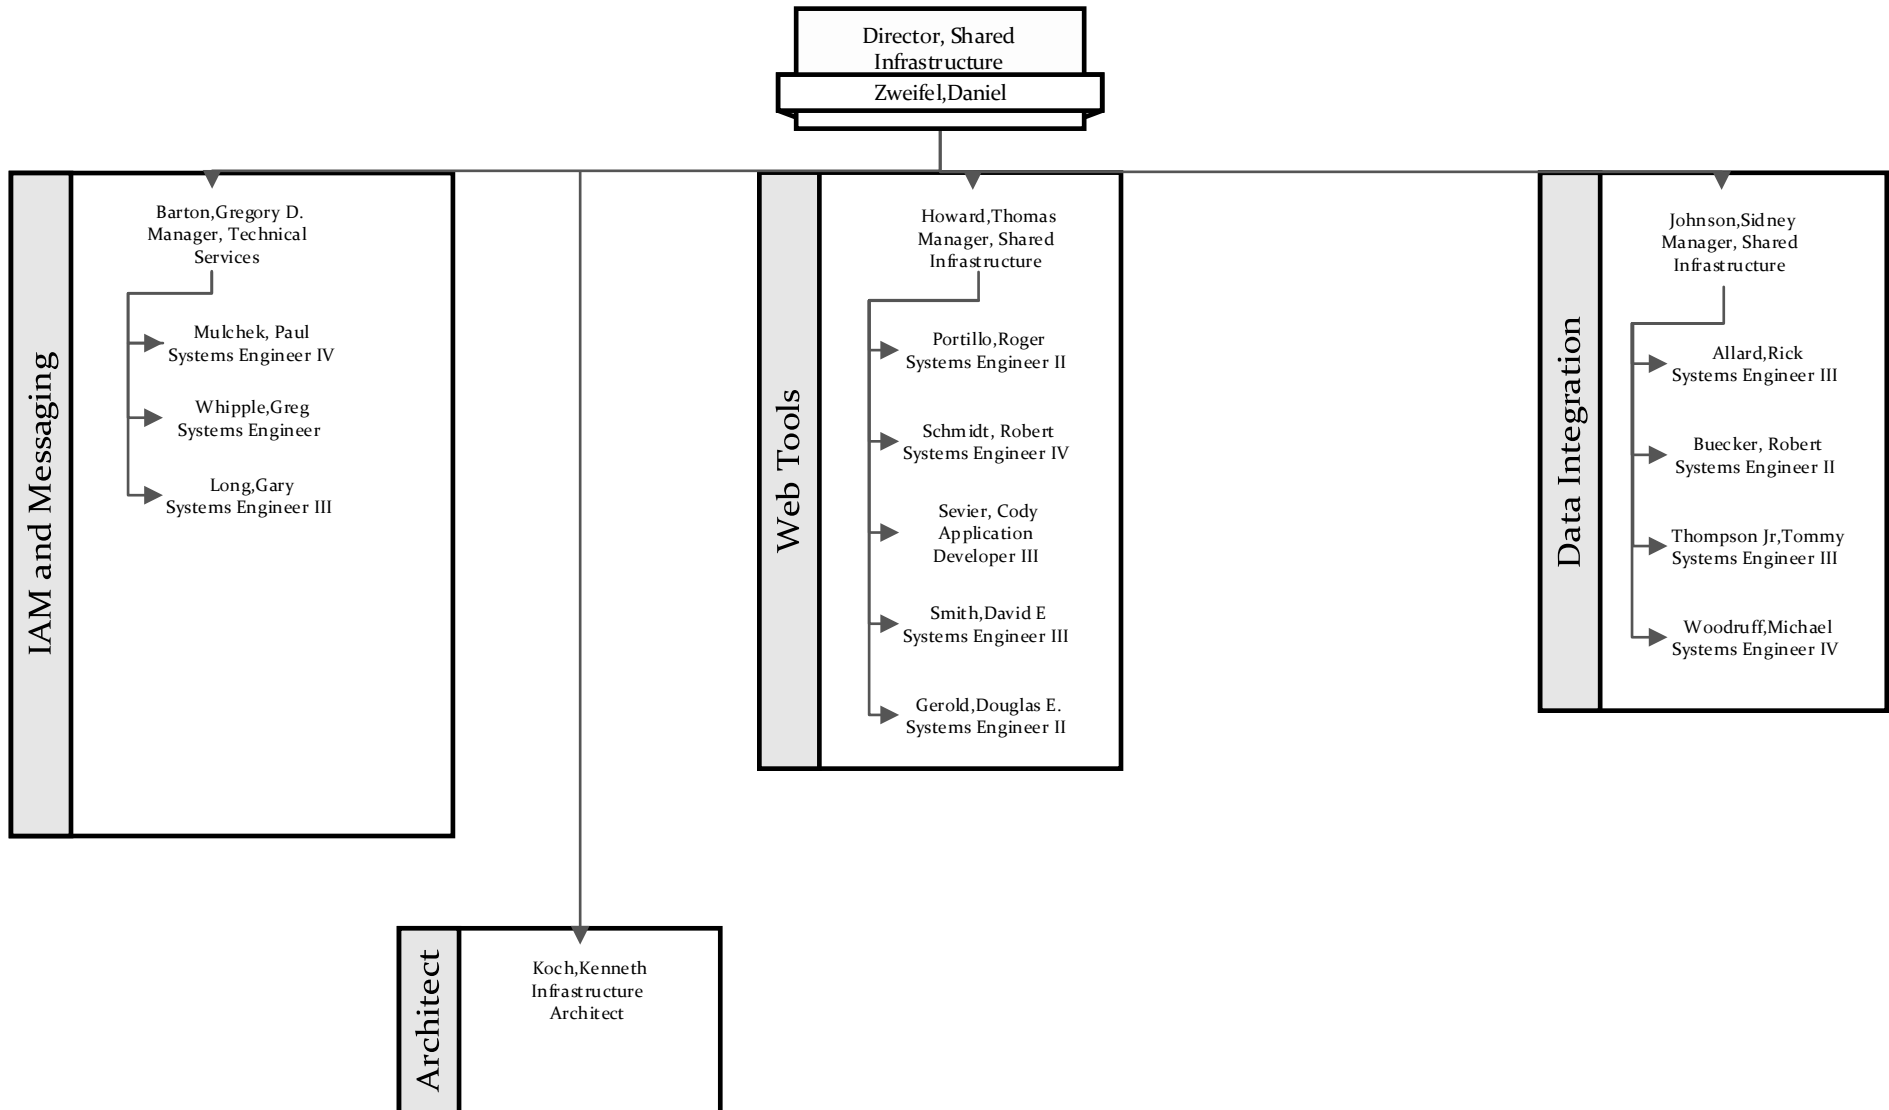 Director, Shared
Infrastructure
Zweifel,Daniel
IAM and Messaging
Barton,Gregory D.
Manager, Technical
Services
Mulchek, Paul
Systems Engineer IV
Whipple,Greg
Systems Engineer
Long,Gary
Systems Engineer III
Web Tools
Howard,Thomas
Manager, Shared
Infrastructure
Portillo,Roger
Systems Engineer II
Schmidt, Robert
Systems Engineer IV
Sevier, Cody
Application
Developer III
Smith,David E
Systems Engineer III
Gerold,Douglas E.
Systems Engineer II
Data Integration
Johnson,Sidney
Manager, Shared
Infrastructure
Allard,Rick
Systems Engineer III
Buecker, Robert
Systems Engineer II
Thompson Jr,Tommy
Systems Engineer III
Woodruff,Michael
Systems Engineer IV
Architect
Koch,Kenneth
Infrastructure
Architect